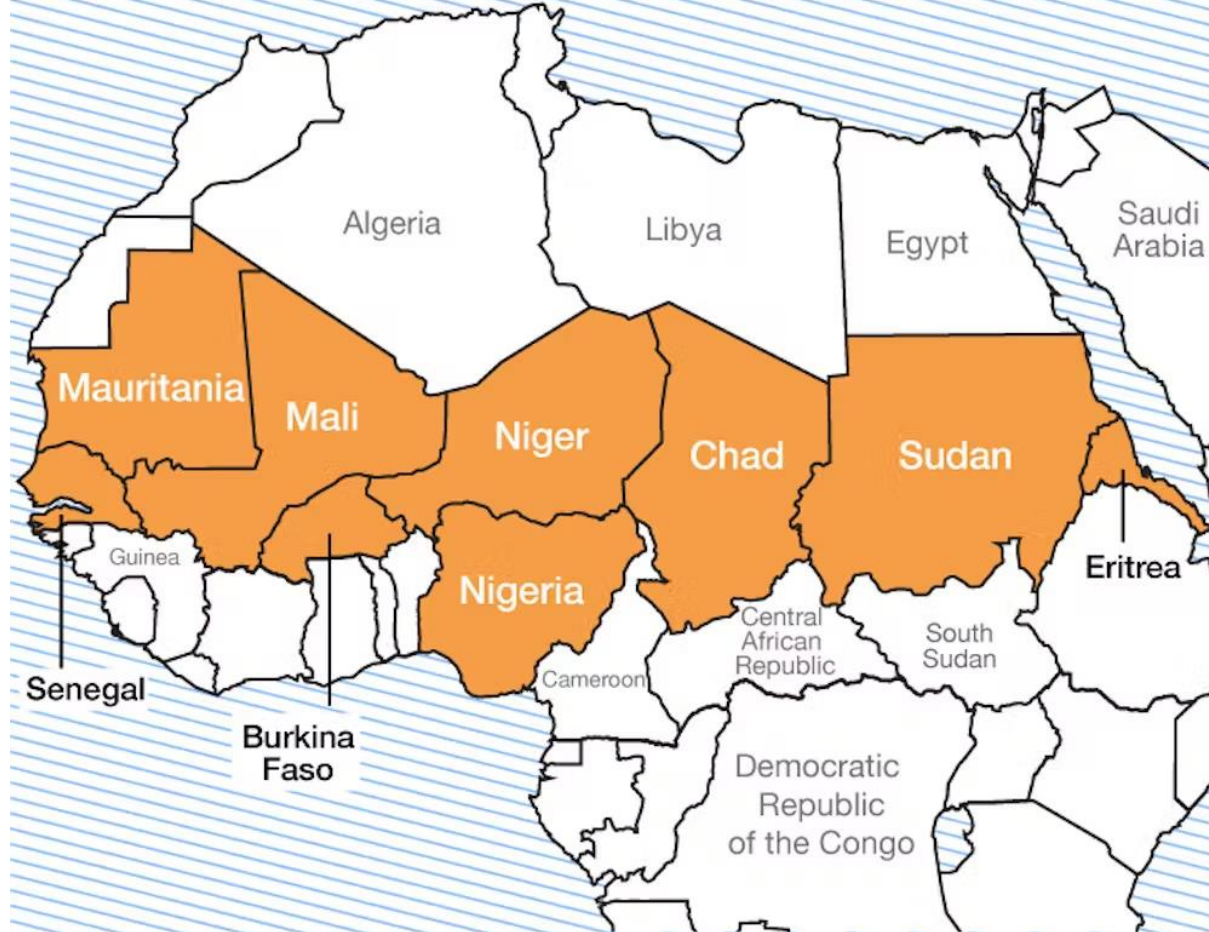 Algeria
Libya
Egypt
Saudi
Arabia
Mauritania
Mali
Niger
Chad
Sudan
Guinea
Nigeria
Eritrea
Senegal
Burkina
Faso
Cameroon
Central
African
Republic
South
Sudan
Democratic
Republic
of the Congo